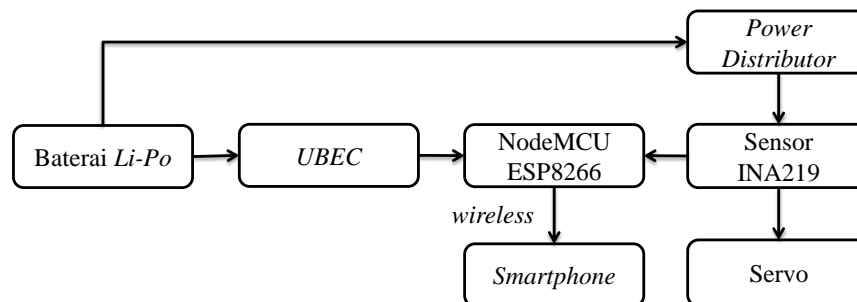 Power
Distributor
Baterai Li-Po
UBEC
NodeMCU
ESP8266
Sensor
INA219
wireless
Smartphone
Servo